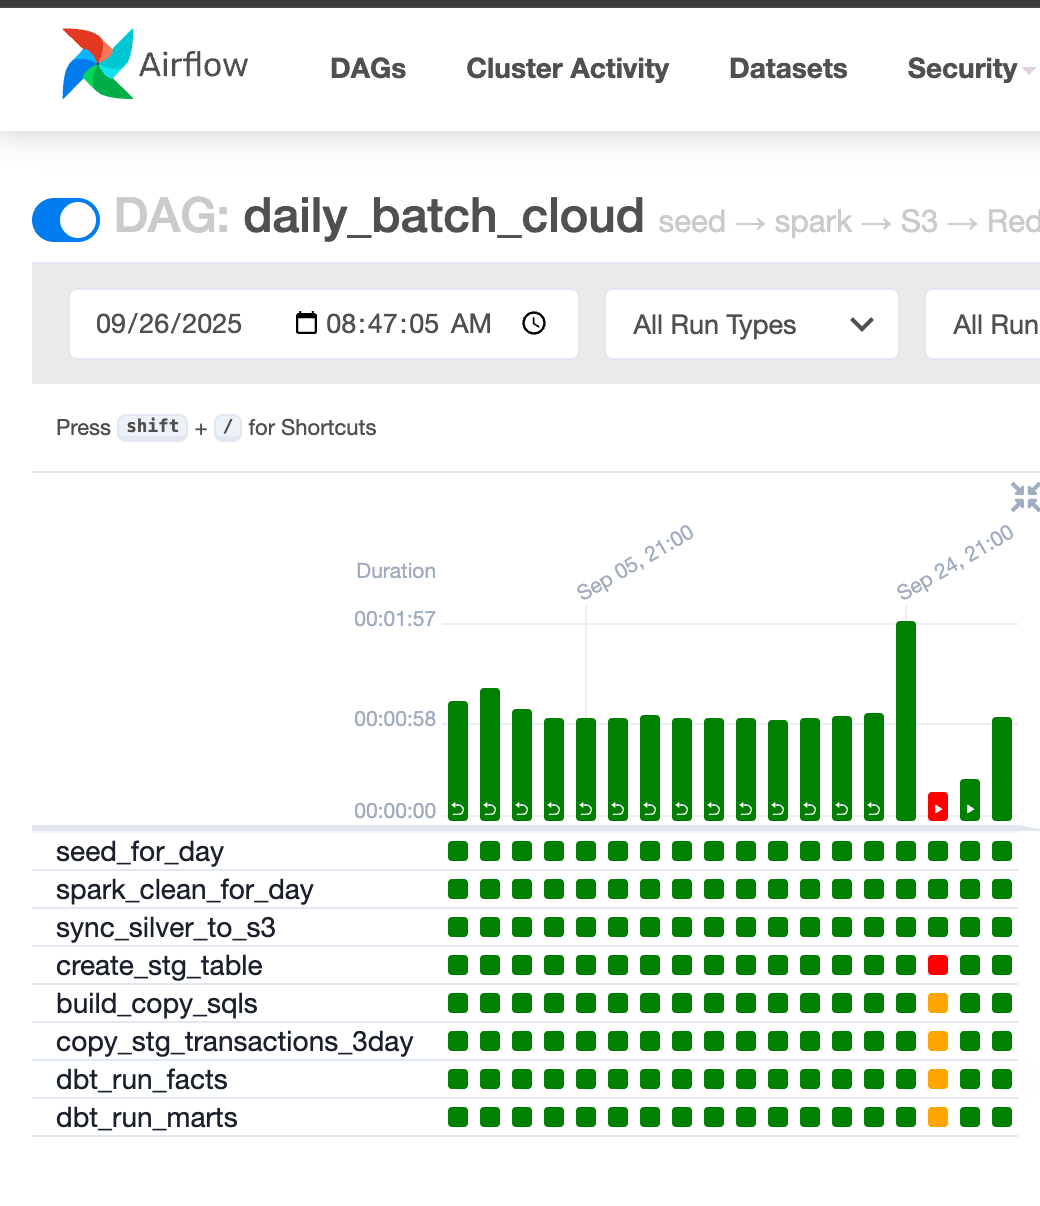 Airflow DAGs Cluster Activity Datasets Security
DAG: daily_batch_cloud seed → spark → S3 → Red
09/26/2025 08:47:05 AM All Run Types All Run
Press shift + / for Shortcuts
Sep 05, 21:00 Sep 24, 21:00
Duration
00:01:57
00:00:58
00:00:00
seed_for_day
spark_clean_for_day
sync_silver_to_s3
create_stg_table
build_copy_sqls
copy_stg_transactions_3day
dbt_run_facts
dbt_run_marts